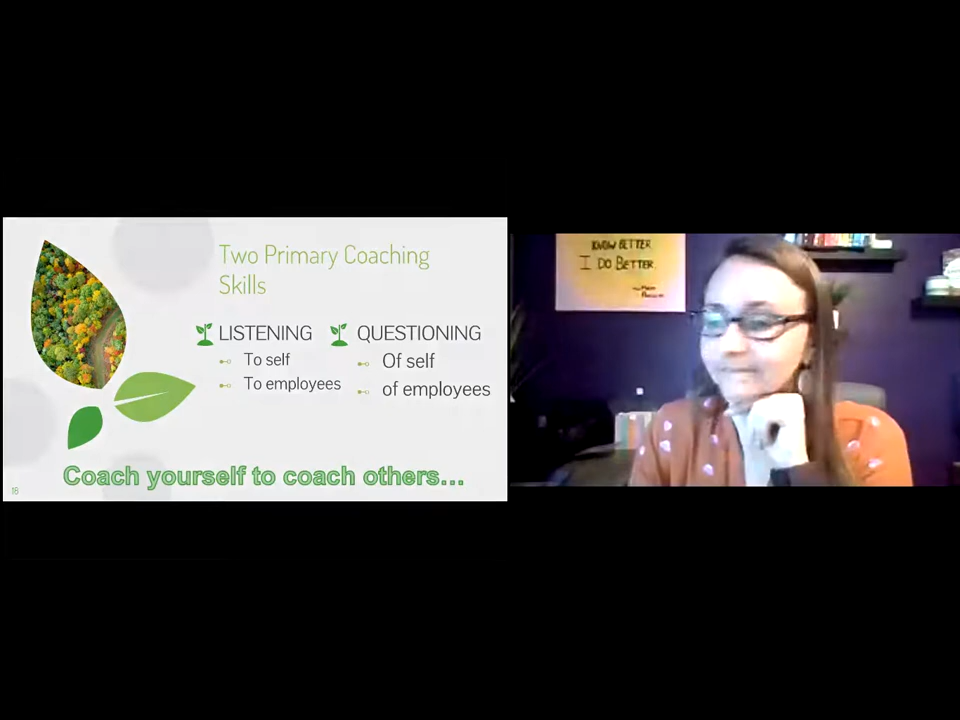 Two Primary Coaching
Skills
LISTENING
To self
To employees
QUESTIONING
Of self
of employees
Coach yourself to coach others...
16
KNOW BETTER
I DO BETTER.